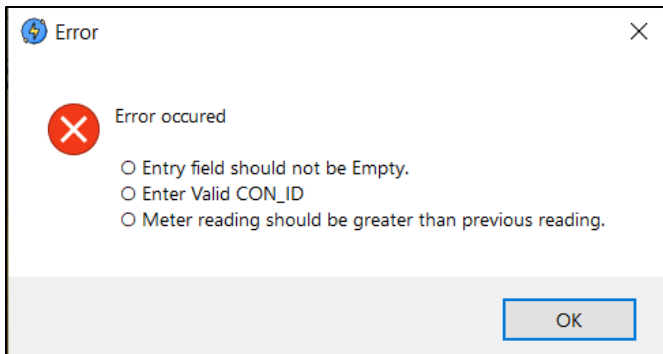 Error
Error occured
○ Entry field should not be Empty.
○ Enter Valid CON_ID
○ Meter reading should be greater than previous reading.
OK